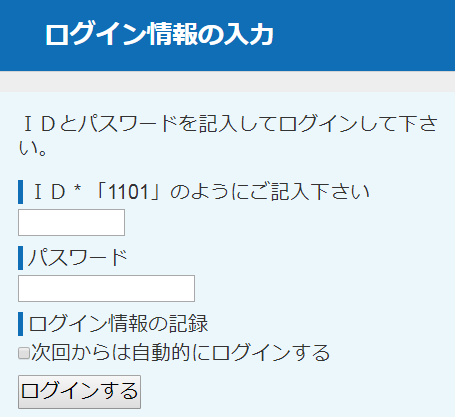 ログイン情報の入力
ＩＤとパスワードを記入してログインして下さ
い。
ＩＤ *「1101」のようにご記入下さい
パスワード
ログイン情報の記録
次回からは自動的にログインする
ログインする